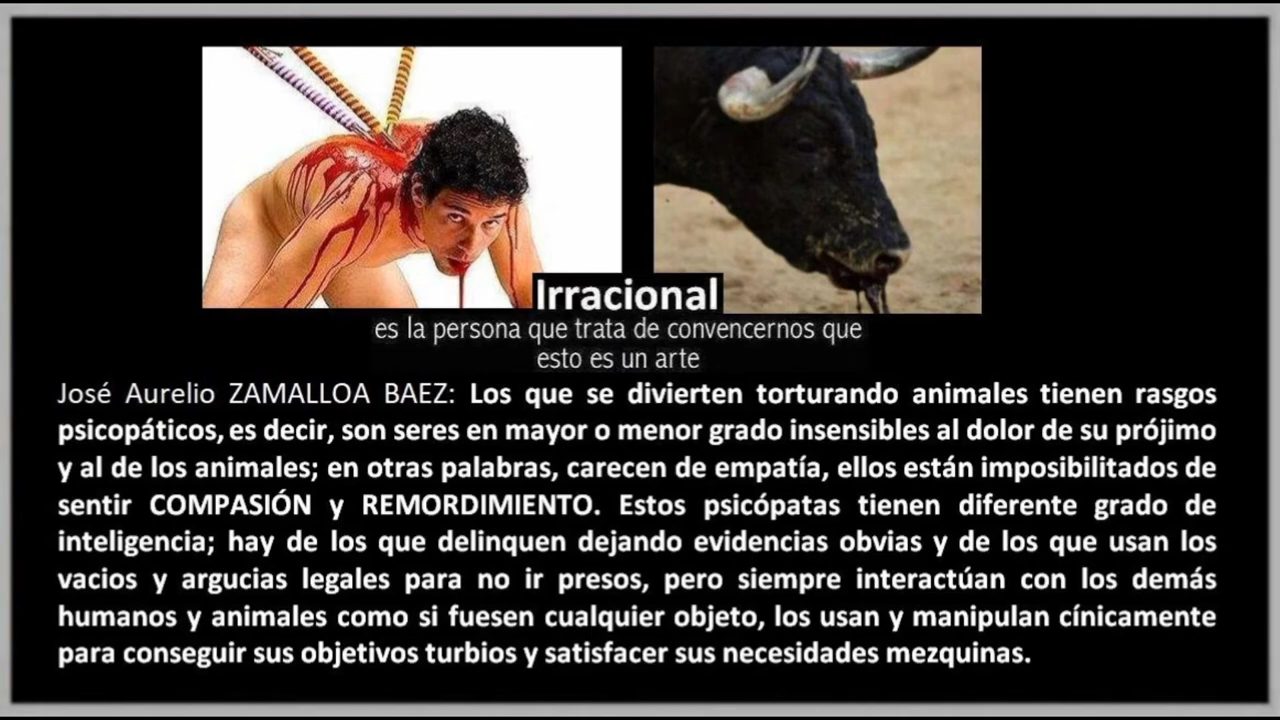 Irracional
es la persona que trata de convencernos que
esto es un arte
José Aurelio ZAMALLOA BAEZ: Los que se divierten torturando animales tienen rasgos
psicopáticos, es decir, son seres en mayor o menor grado insensibles al dolor de su prójimo
y al de los animales; en otras palabras, carecen de empatía, ellos están imposibilitados de
sentir COMPASIÓN y REMORDIMIENTO. Estos psicópatas tienen diferente grado de
inteligencia; hay de los que delinquen dejando evidencias obvias y de los que usan los
vacios y argucias legales para no ir presos, pero siempre interactúan con los demás
humanos y animales como si fuesen cualquier objeto, los usan y manipulan cínicamente
para conseguir sus objetivos turbios y satisfacer sus necesidades mezquinas.